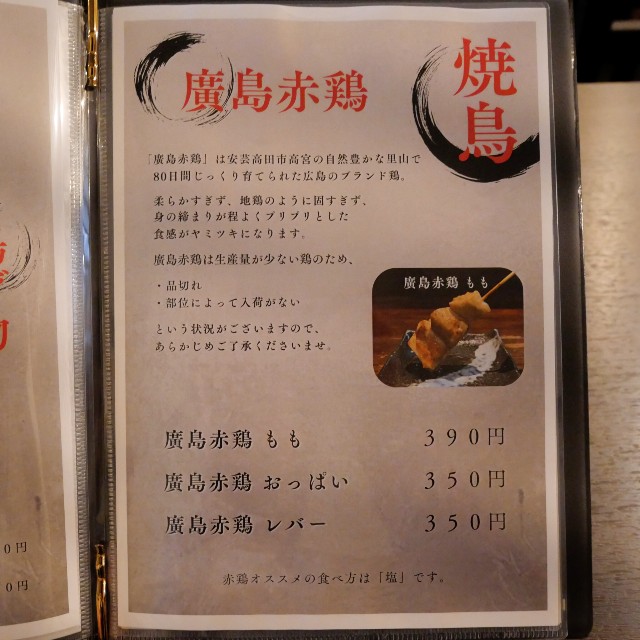 廣島赤鶏
焼鳥
「廣島赤鶏」は安芸高田市高宮の自然豊かな里山で
80日間じっくり育てられた広島のブランド鶏。
柔らかすぎず、地鶏のように固すぎず、
身の締まりが程よくプリプリとした
食感がヤミツキになります。
廣島赤鶏は生産量が少ない鶏のため、
・品切れ
・部位によって入荷がない
という状況がございますので、
あらかじめご了承くださいませ。
廣島赤鶏 もも
廣島赤鶏 もも 390円
廣島赤鶏 おっぱい 350円
廣島赤鶏 レバー 350円
赤鶏オススメの食べ方は「塩」です。
0円
50円